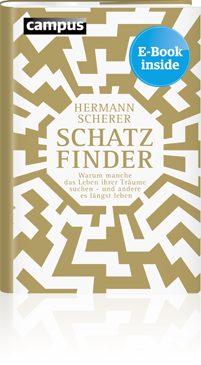 campus
E-Book
inside
HERMANN
SCHERER
SCHATZ
FINDER
Warum manche
das Leben ihrer Träume
suchen – und andere
es längst leben